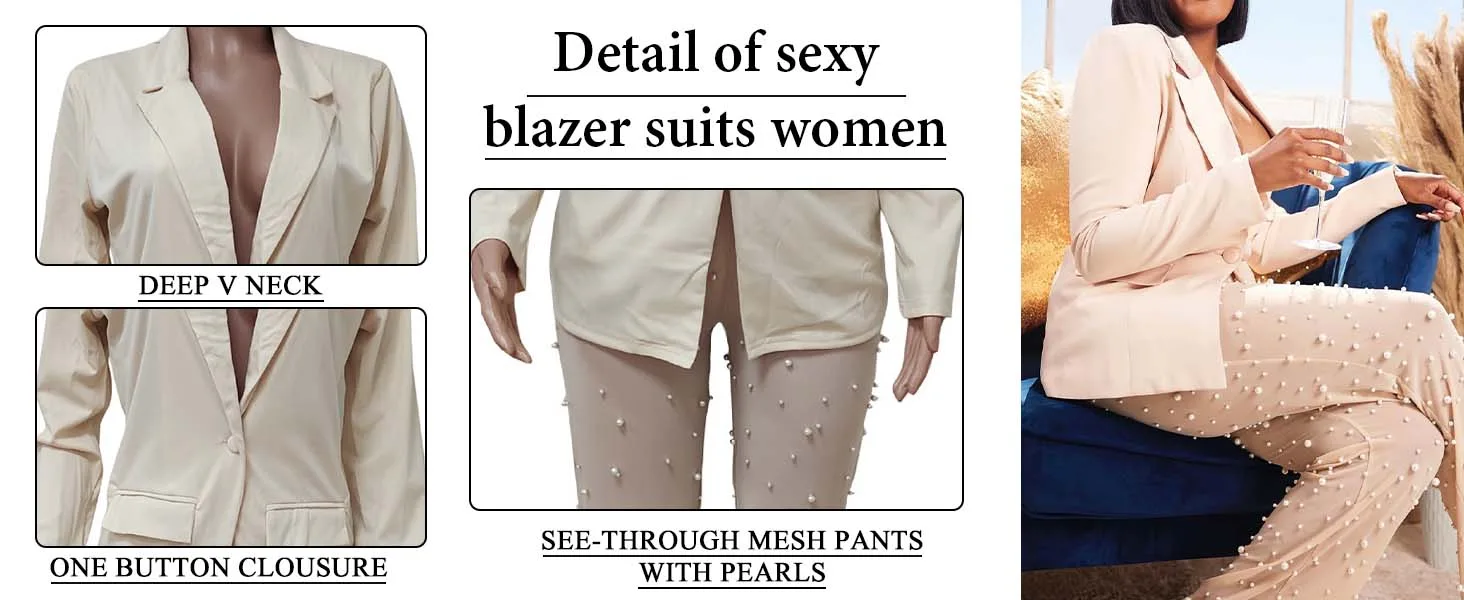 Detail of sexy
blazer suits women
DEEP V NECK
ONE BUTTON CLOUSURE
SEE-THROUGH MESH PANTS
WITH PEARLS